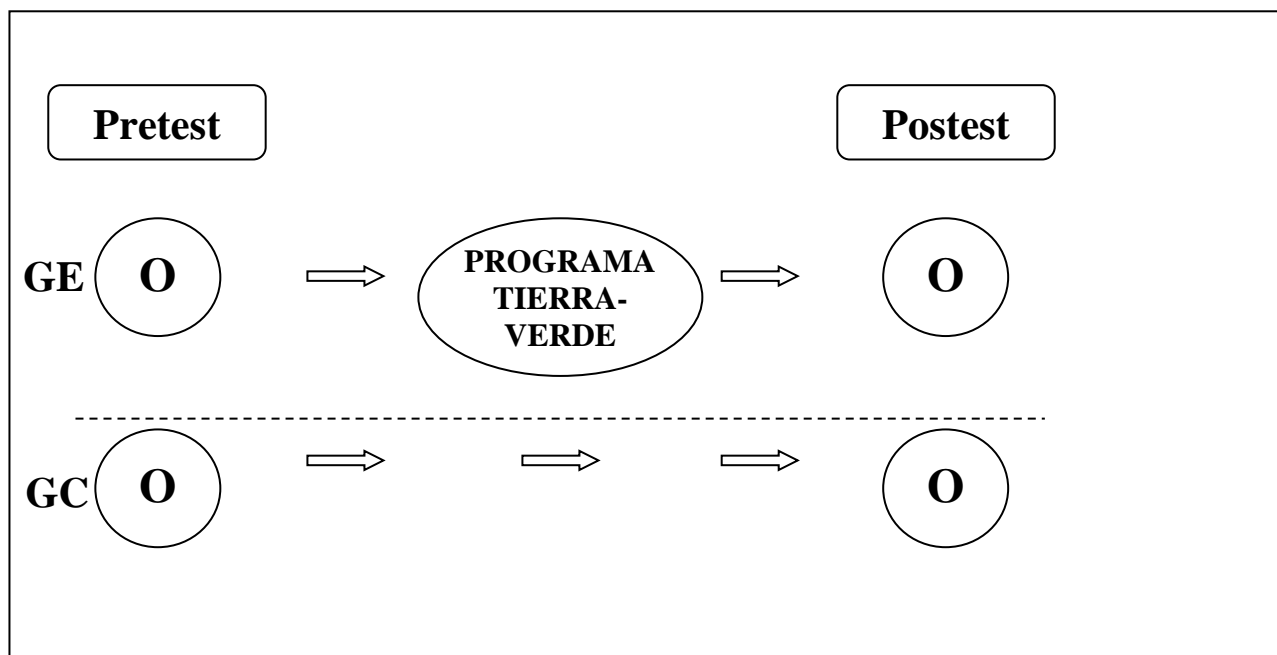 Pretest
Postest
GE
O
PROGRAMA
TIERRA-
VERDE
O
GC
O
O